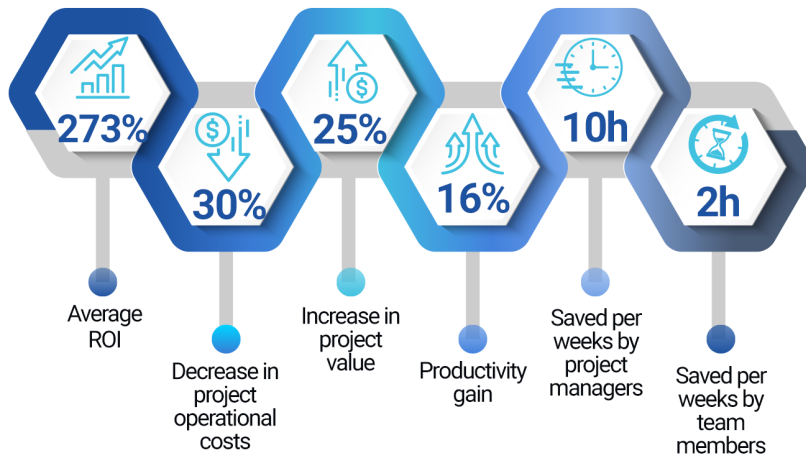 273%
Average
ROI
$
30%
Decrease in
project
operational
costs
$
25%
Increase in
project
value
16%
Productivity
gain
10h
Saved per
weeks by
project
managers
2h
Saved per
weeks by
team
members